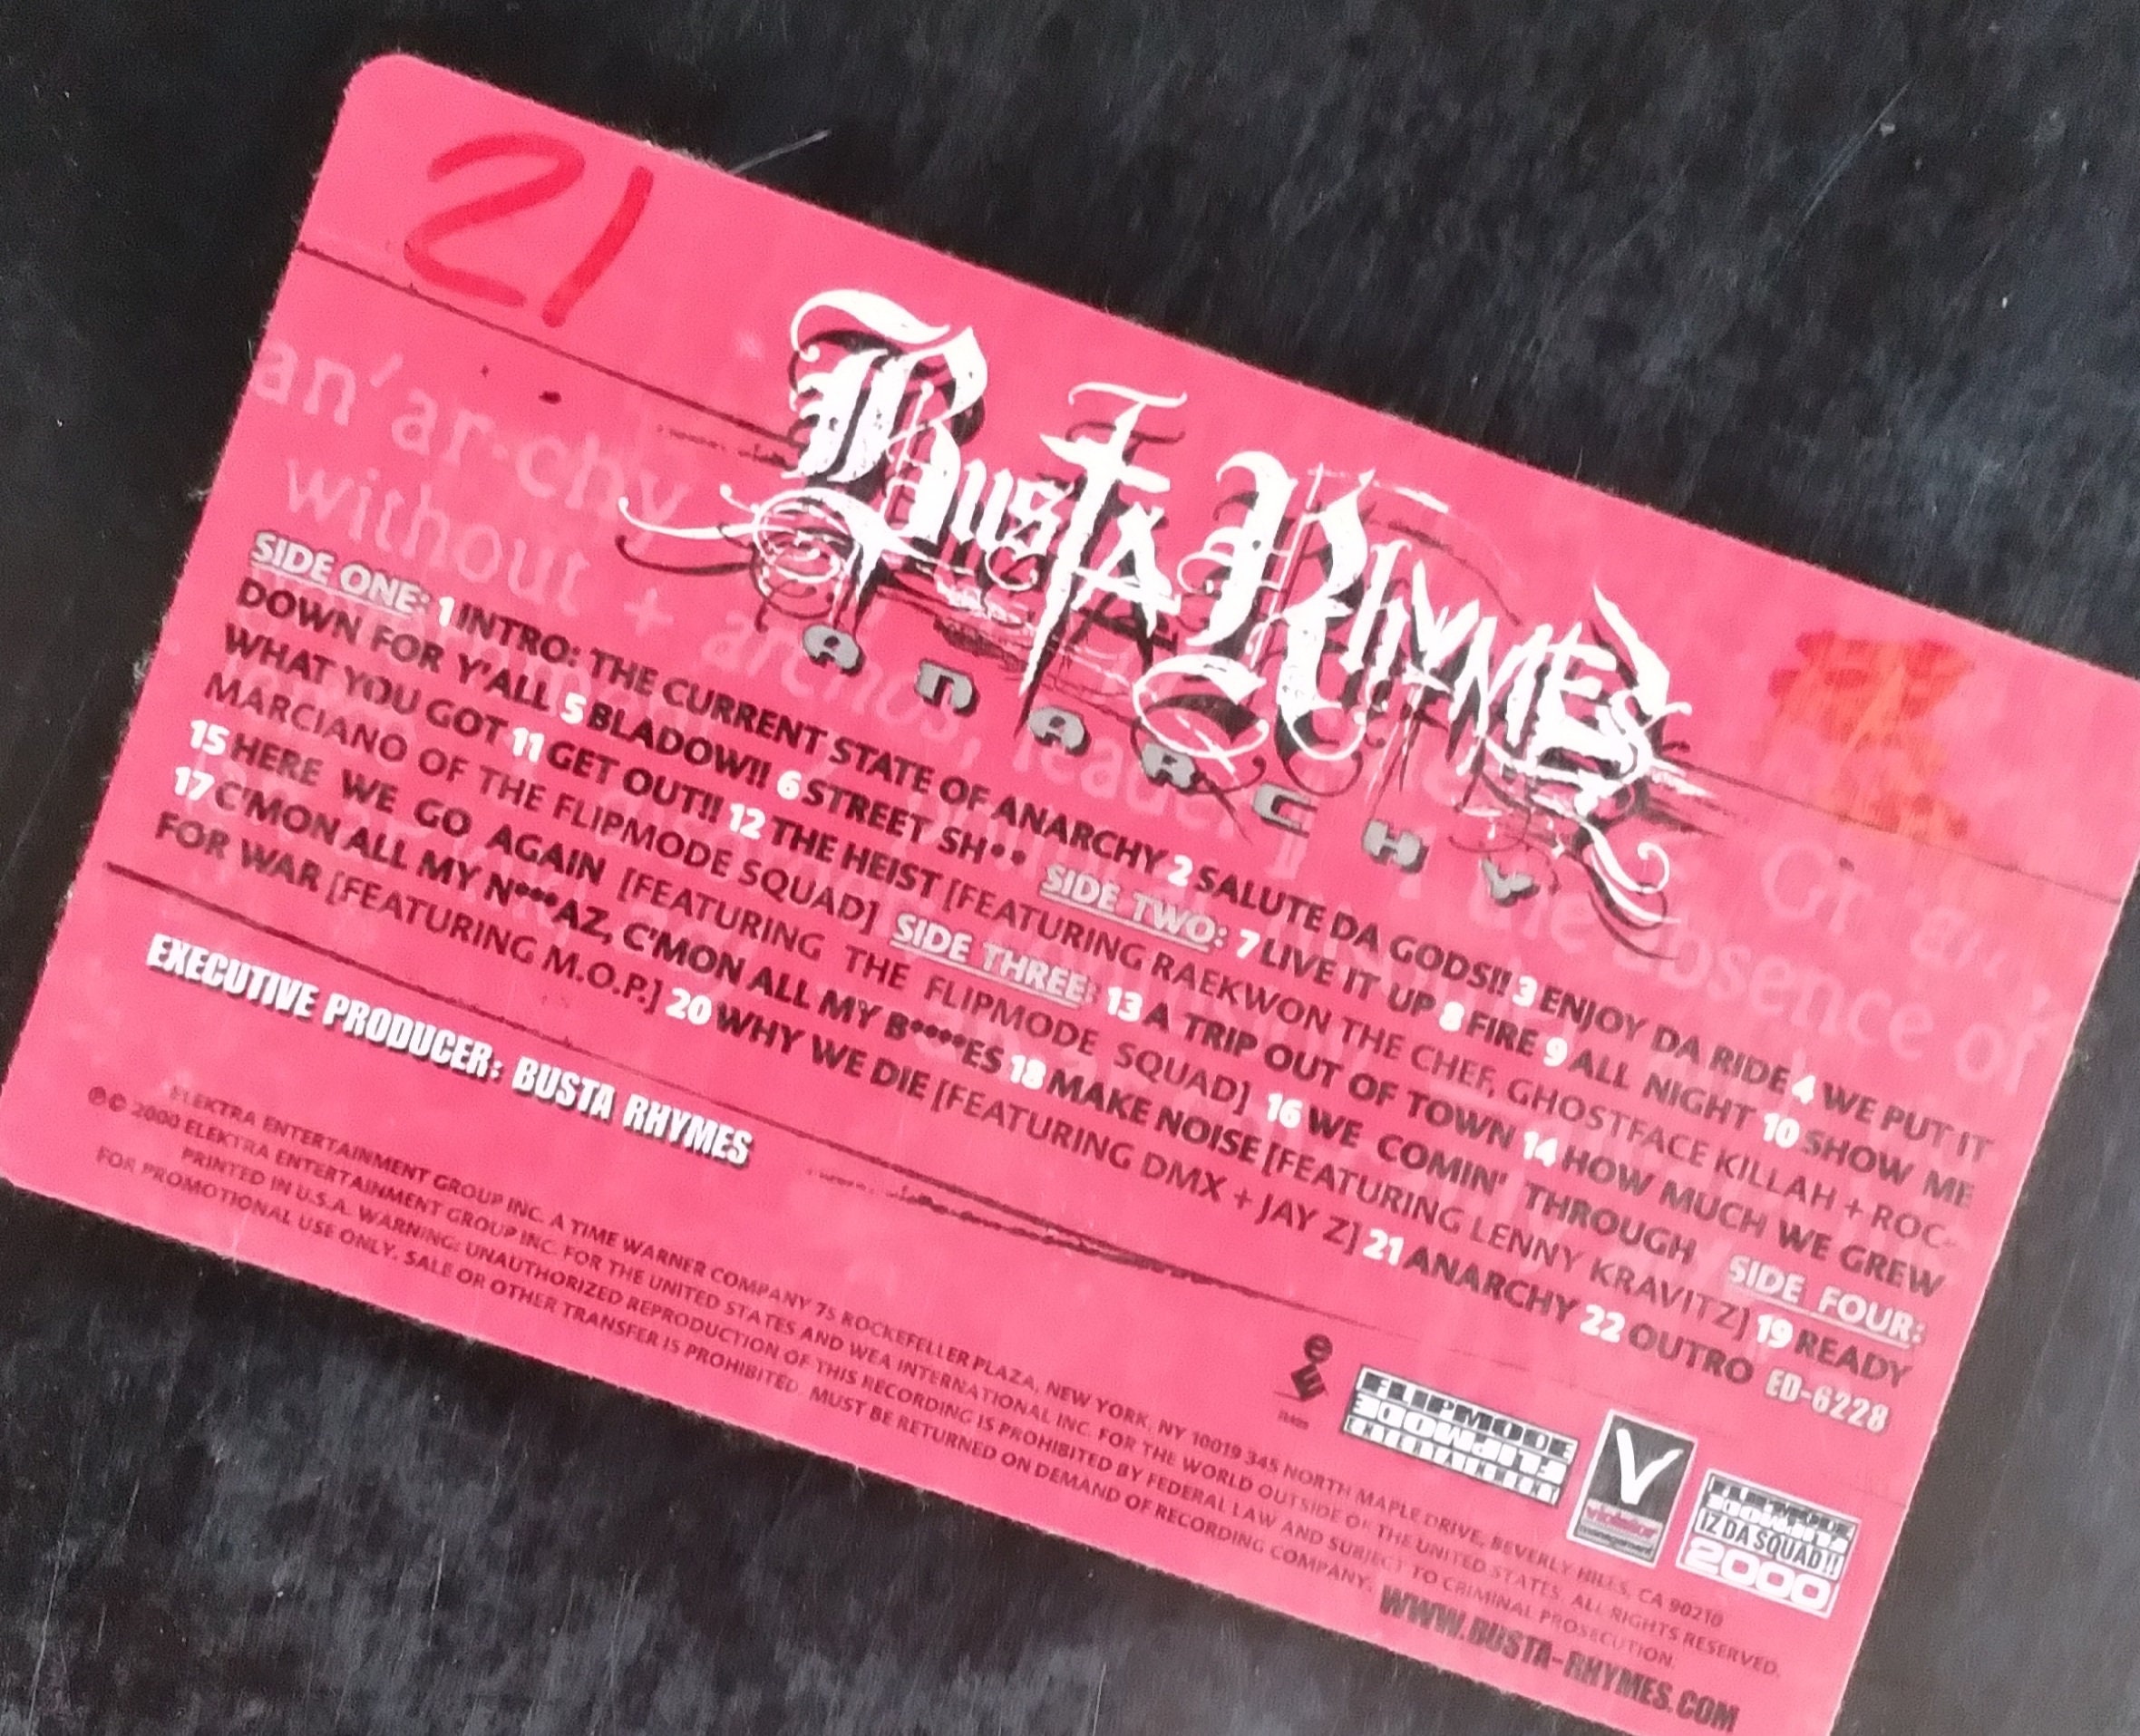 21
BUSTA RHYMES
ANARCHY
an'ar·chy
without + archos, leader
the absence of
SIDE ONE: 1 INTRO: THE CURRENT STATE OF ANARCHY 2 SALUTE DA GODS!! 3 ENJOY DA RIDE 4 WE PUT IT
DOWN FOR Y'ALL 5 BLADOW!! 6 STREET SH** SIDE TWO: 7 LIVE IT UP 8 FIRE 9 ALL NIGHT 10 SHOW ME
WHAT YOU GOT 11 GET OUT!! 12 THE HEIST [FEATURING RAEKWON THE CHEF, GHOSTFACE KILLAH + ROC-
MARCIANO OF THE FLIPMODE SQUAD] SIDE THREE: 13 A TRIP OUT OF TOWN 14 HOW MUCH WE GREW
15 HERE WE GO AGAIN [FEATURING THE FLIPMODE SQUAD] 16 WE COMIN' THROUGH SIDE FOUR:
17 C'MON ALL MY N***AZ, C'MON ALL MY B****ES 18 MAKE NOISE [FEATURING LENNY KRAVITZ] 19 READY
FOR WAR [FEATURING M.O.P.] 20 WHY WE DIE [FEATURING DMX + JAY Z] 21 ANARCHY 22 OUTRO ED-6228
EXECUTIVE PRODUCER: BUSTA RHYMES
ELEKTRA ENTERTAINMENT GROUP INC. A TIME WARNER COMPANY 75 ROCKEFELLER PLAZA, NEW YORK, NY 10019 345 NORTH MAPLE DRIVE, BEVERLY HILLS, CA 90210
℗© 2000 ELEKTRA ENTERTAINMENT GROUP INC. FOR THE UNITED STATES AND WEA INTERNATIONAL INC. FOR THE WORLD OUTSIDE OF THE UNITED STATES. ALL RIGHTS RESERVED.
PRINTED IN U.S.A. WARNING: UNAUTHORIZED REPRODUCTION OF THIS RECORDING IS PROHIBITED BY FEDERAL LAW AND SUBJECT TO CRIMINAL PROSECUTION.
FOR PROMOTIONAL USE ONLY. SALE OR OTHER TRANSFER IS PROHIBITED. MUST BE RETURNED ON DEMAND OF RECORDING COMPANY.
WWW.BUSTA-RHYMES.COM
FLIPMODE
FLIPMODE
V
violator
IZ DA SQUAD!!
2000